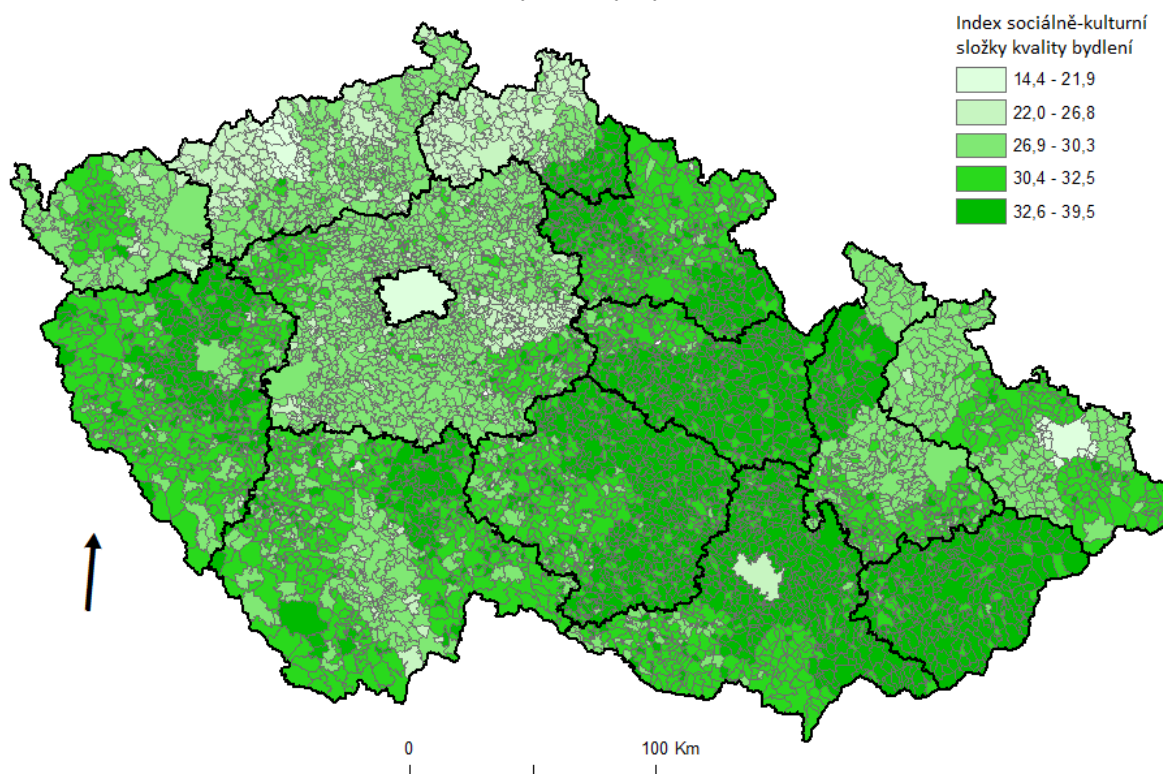 Index sociálně-kulturní
složky kvality bydlení
14,4 - 21,9
22,0 - 26,8
26,9 - 30,3
30,4 - 32,5
32,6 - 39,5
0 100 Km